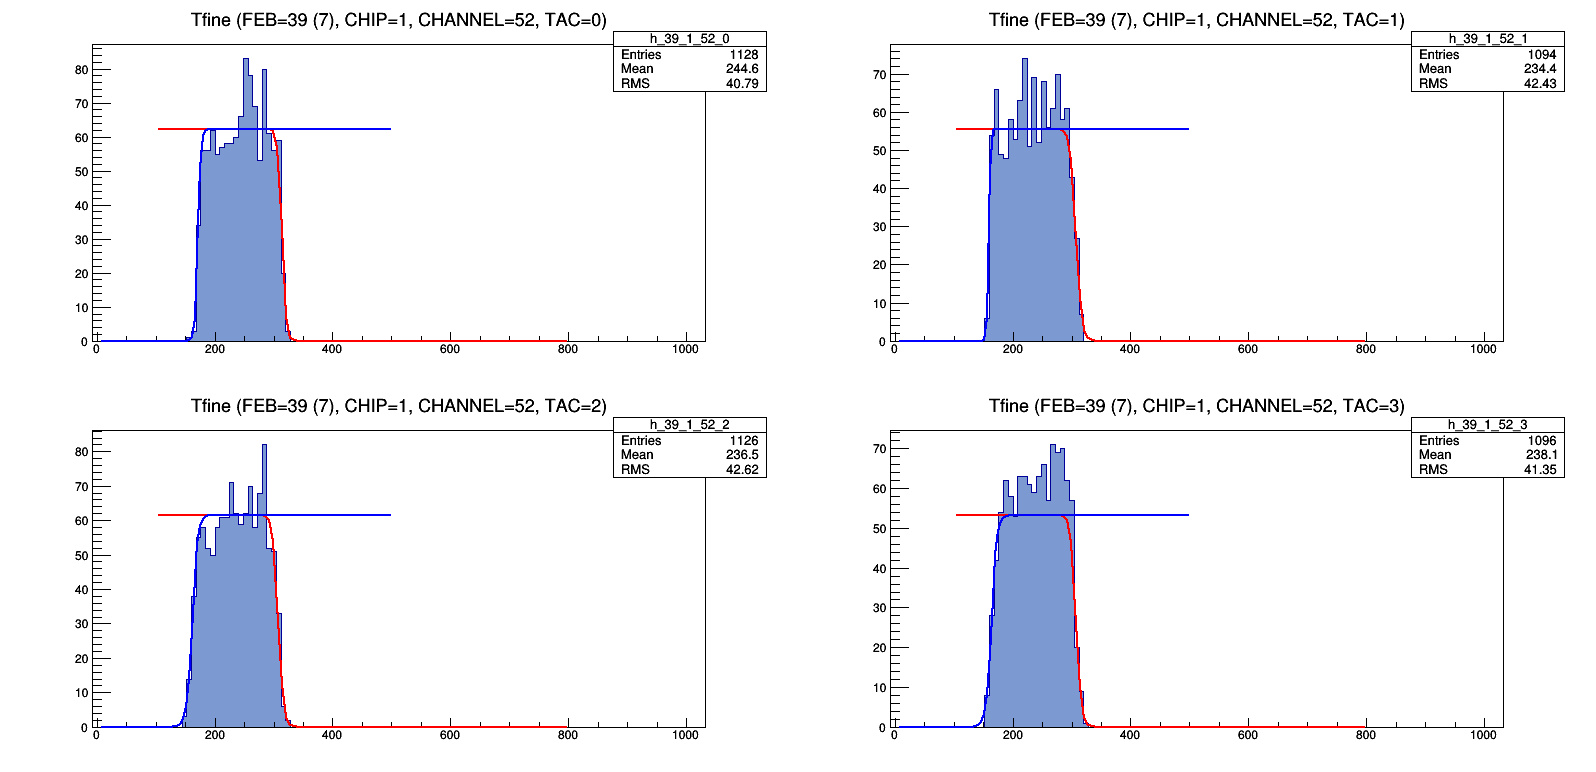 Tfine (FEB=39 (7), CHIP=1, CHANNEL=52, TAC=0)
h_39_1_52_0
Entries 1128
Mean 244.6
RMS 40.79
80
70
60
50
40
30
20
10
0
0 200 400 600 800 1000
Tfine (FEB=39 (7), CHIP=1, CHANNEL=52, TAC=1)
h_39_1_52_1
Entries 1094
Mean 234.4
RMS 42.43
70
60
50
40
30
20
10
0
0 200 400 600 800 1000
Tfine (FEB=39 (7), CHIP=1, CHANNEL=52, TAC=2)
h_39_1_52_2
Entries 1126
Mean 236.5
RMS 42.62
80
70
60
50
40
30
20
10
0
0 200 400 600 800 1000
Tfine (FEB=39 (7), CHIP=1, CHANNEL=52, TAC=3)
h_39_1_52_3
Entries 1096
Mean 238.1
RMS 41.35
70
60
50
40
30
20
10
0
0 200 400 600 800 1000